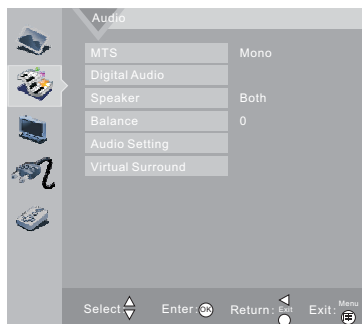 Audio
MTS Mono
Digital Audio
Speaker Both
Balance 0
Audio Setting
Virtual Surround
Select: Enter: OK Return: Exit Exit: Menu